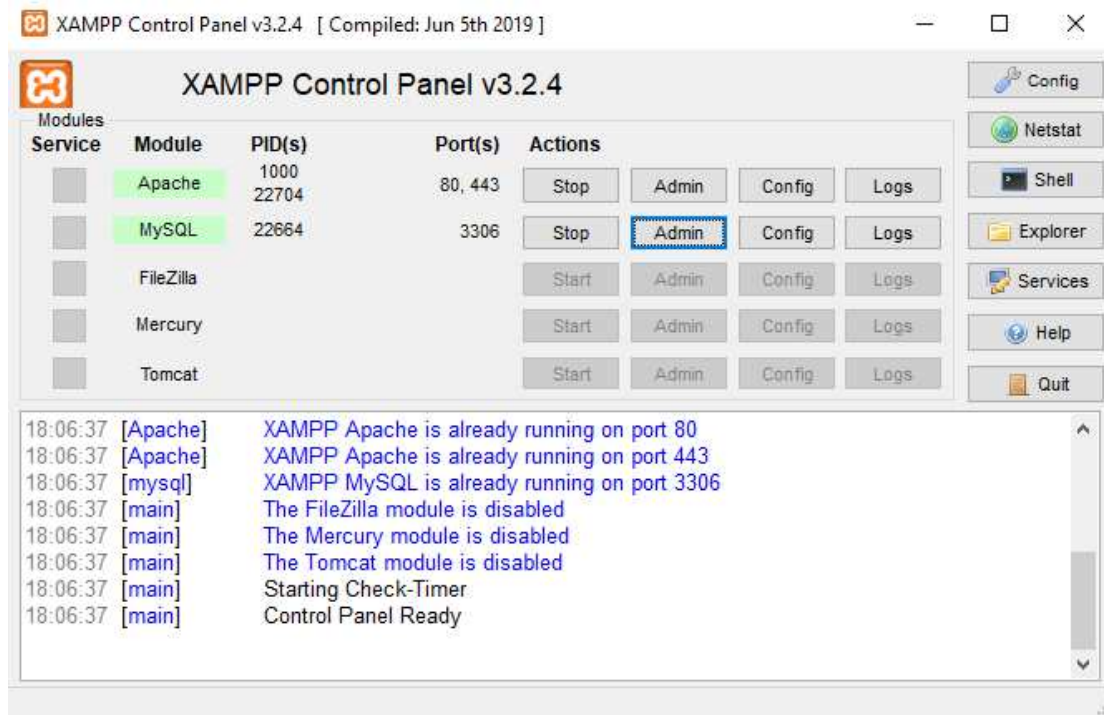 XAMPP Control Panel v3.2.4 [ Compiled: Jun 5th 2019 ]
XAMPP Control Panel v3.2.4
Config
Modules
Service Module PID(s) Port(s) Actions
Netstat
Apache 1000 22704 80, 443 Stop Admin Config Logs
Shell
MySQL 22664 3306 Stop Admin Config Logs
Explorer
FileZilla Start Admin Config Logs
Services
Mercury Start Admin Config Logs
Help
Tomcat Start Admin Config Logs
Quit
18:06:37 [Apache] XAMPP Apache is already running on port 80
18:06:37 [Apache] XAMPP Apache is already running on port 443
18:06:37 [mysql] XAMPP MySQL is already running on port 3306
18:06:37 [main] The FileZilla module is disabled
18:06:37 [main] The Mercury module is disabled
18:06:37 [main] The Tomcat module is disabled
18:06:37 [main] Starting Check-Timer
18:06:37 [main] Control Panel Ready